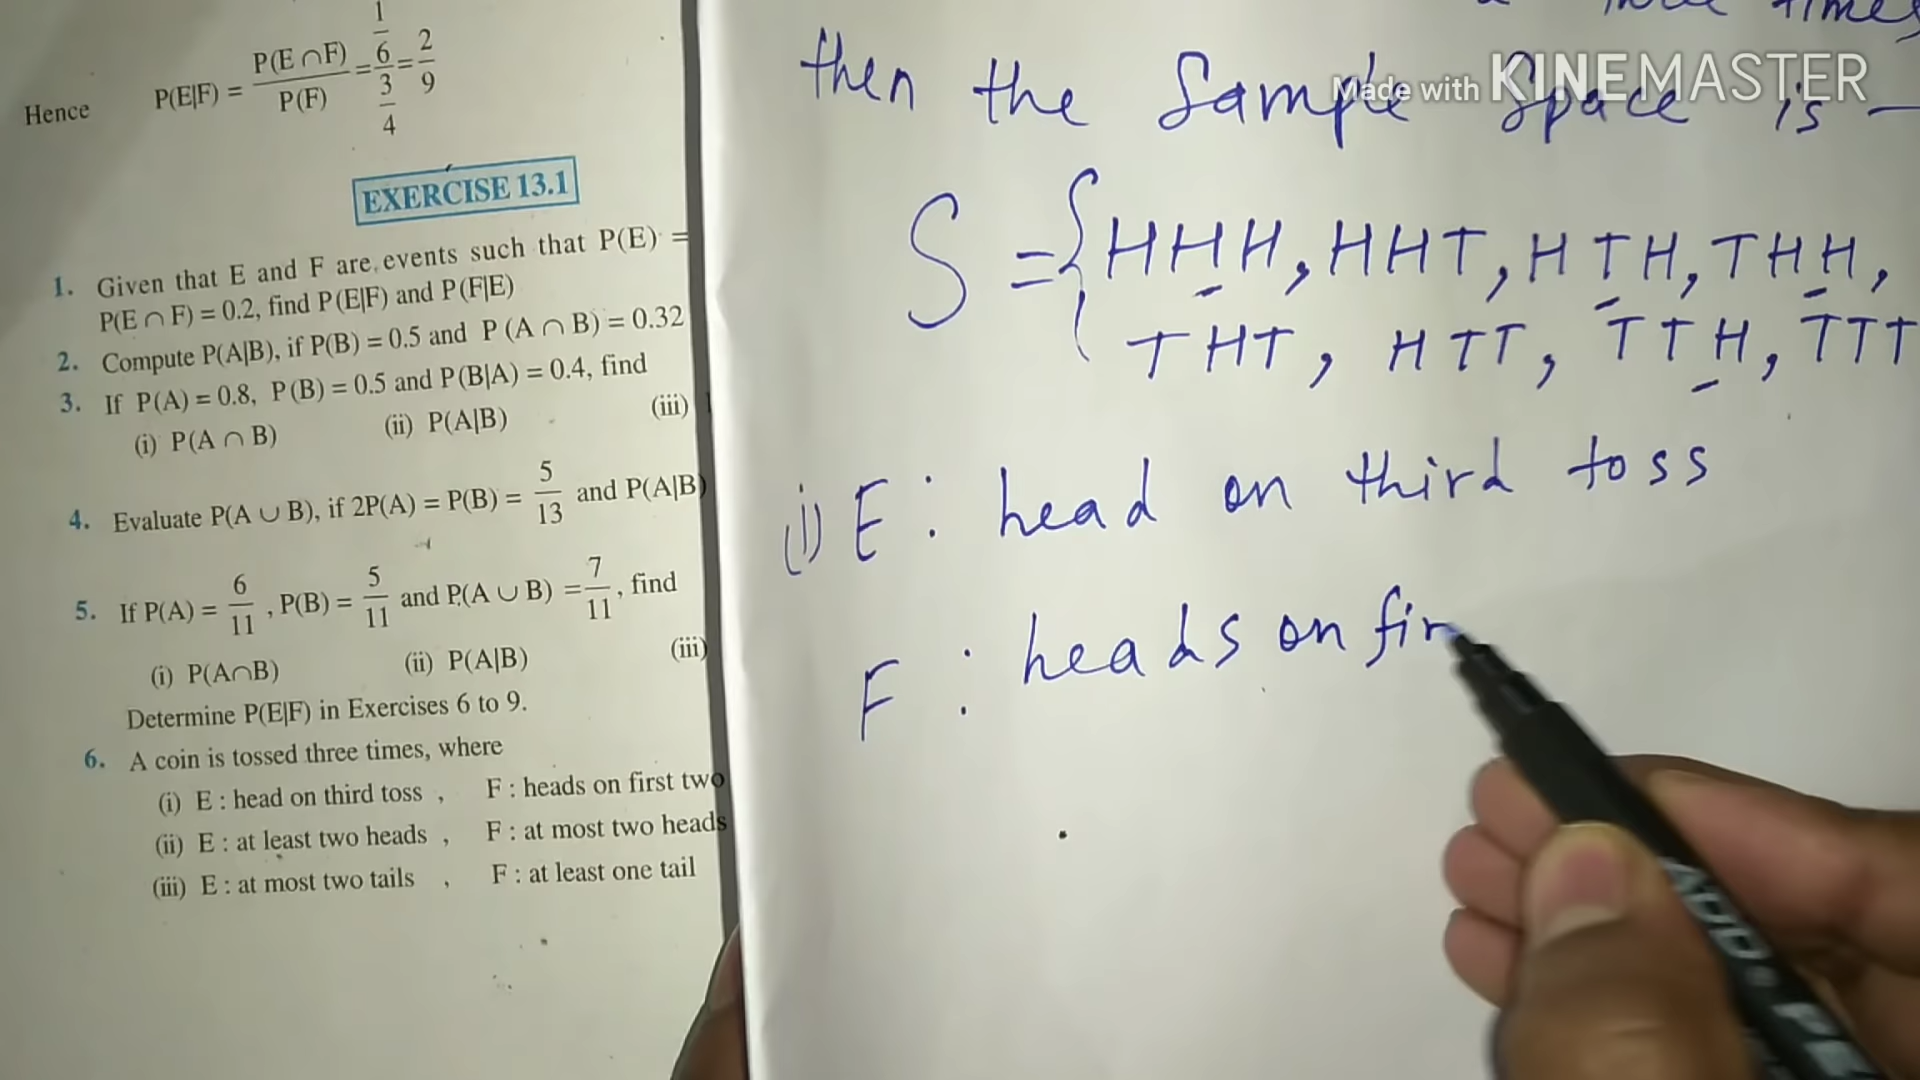 Hence P(E|F) = P(E ∩ F) / P(F) = 1/6 / 3/4 = 2/9
EXERCISE 13.1
1. Given that E and F are events such that P(E) =
P(E ∩ F) = 0.2, find P(E|F) and P(F|E)
2. Compute P(A|B), if P(B) = 0.5 and P (A ∩ B) = 0.32
3. If P(A) = 0.8, P(B) = 0.5 and P(B|A) = 0.4, find
(i) P(A ∩ B) (ii) P(A|B) (iii)
4. Evaluate P(A ∪ B), if 2P(A) = P(B) = 5/13 and P(A|B)
5. If P(A) = 6/11, P(B) = 5/11 and P(A ∪ B) = 7/11, find
(i) P(A∩B) (ii) P(A|B) (iii)
Determine P(E|F) in Exercises 6 to 9.
6. A coin is tossed three times, where
(i) E : head on third toss , F : heads on first two
(ii) E : at least two heads , F : at most two heads
(iii) E : at most two tails , F : at least one tail
times
then the Sample Space is –
Made with KINEMASTER
S = { HHH, HHT, HTH, THH,
THT, HTT, TTH, TTT
(i) E : head on third toss
F : heads on fir